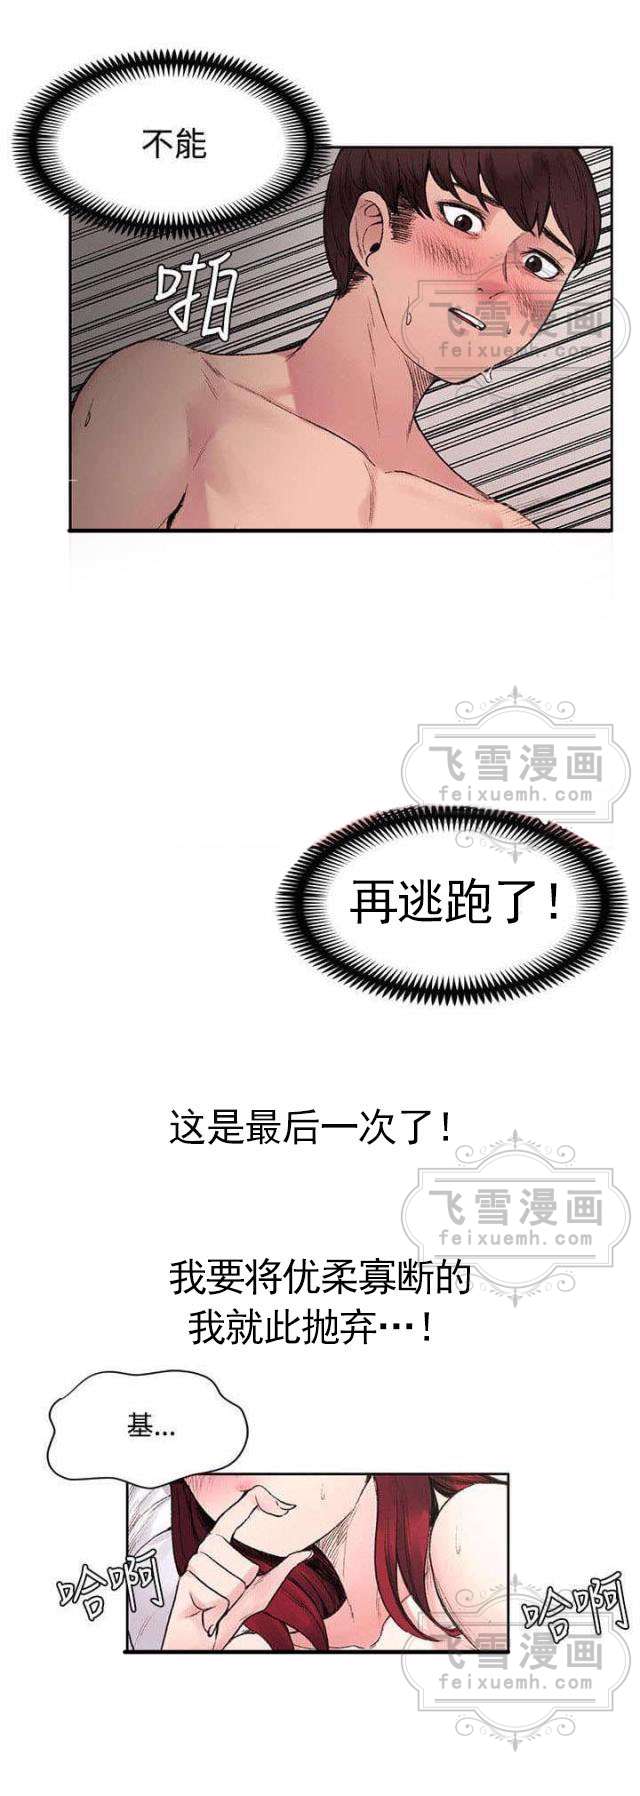 不能
啪
飞雪漫画
feixuemh.com
飞雪漫画
feixuemh.com
再逃跑了!
这是最后一次了!
飞雪漫画
feixuemh.com
我要将优柔寡断的
我就此抛弃…!
基...
哈啊
哈啊
飞雪漫画
feixuemh.com